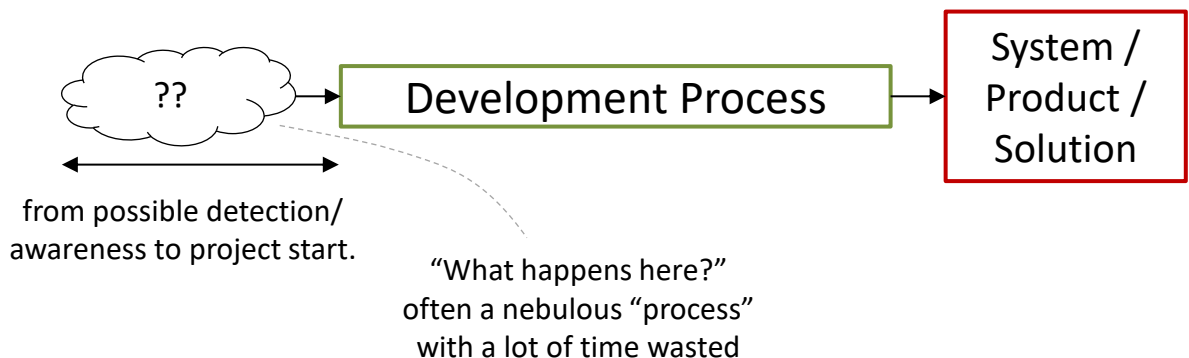 ??
Development Process
System /
Product /
Solution
from possible detection/
awareness to project start.
“What happens here?”
often a nebulous “process”
with a lot of time wasted